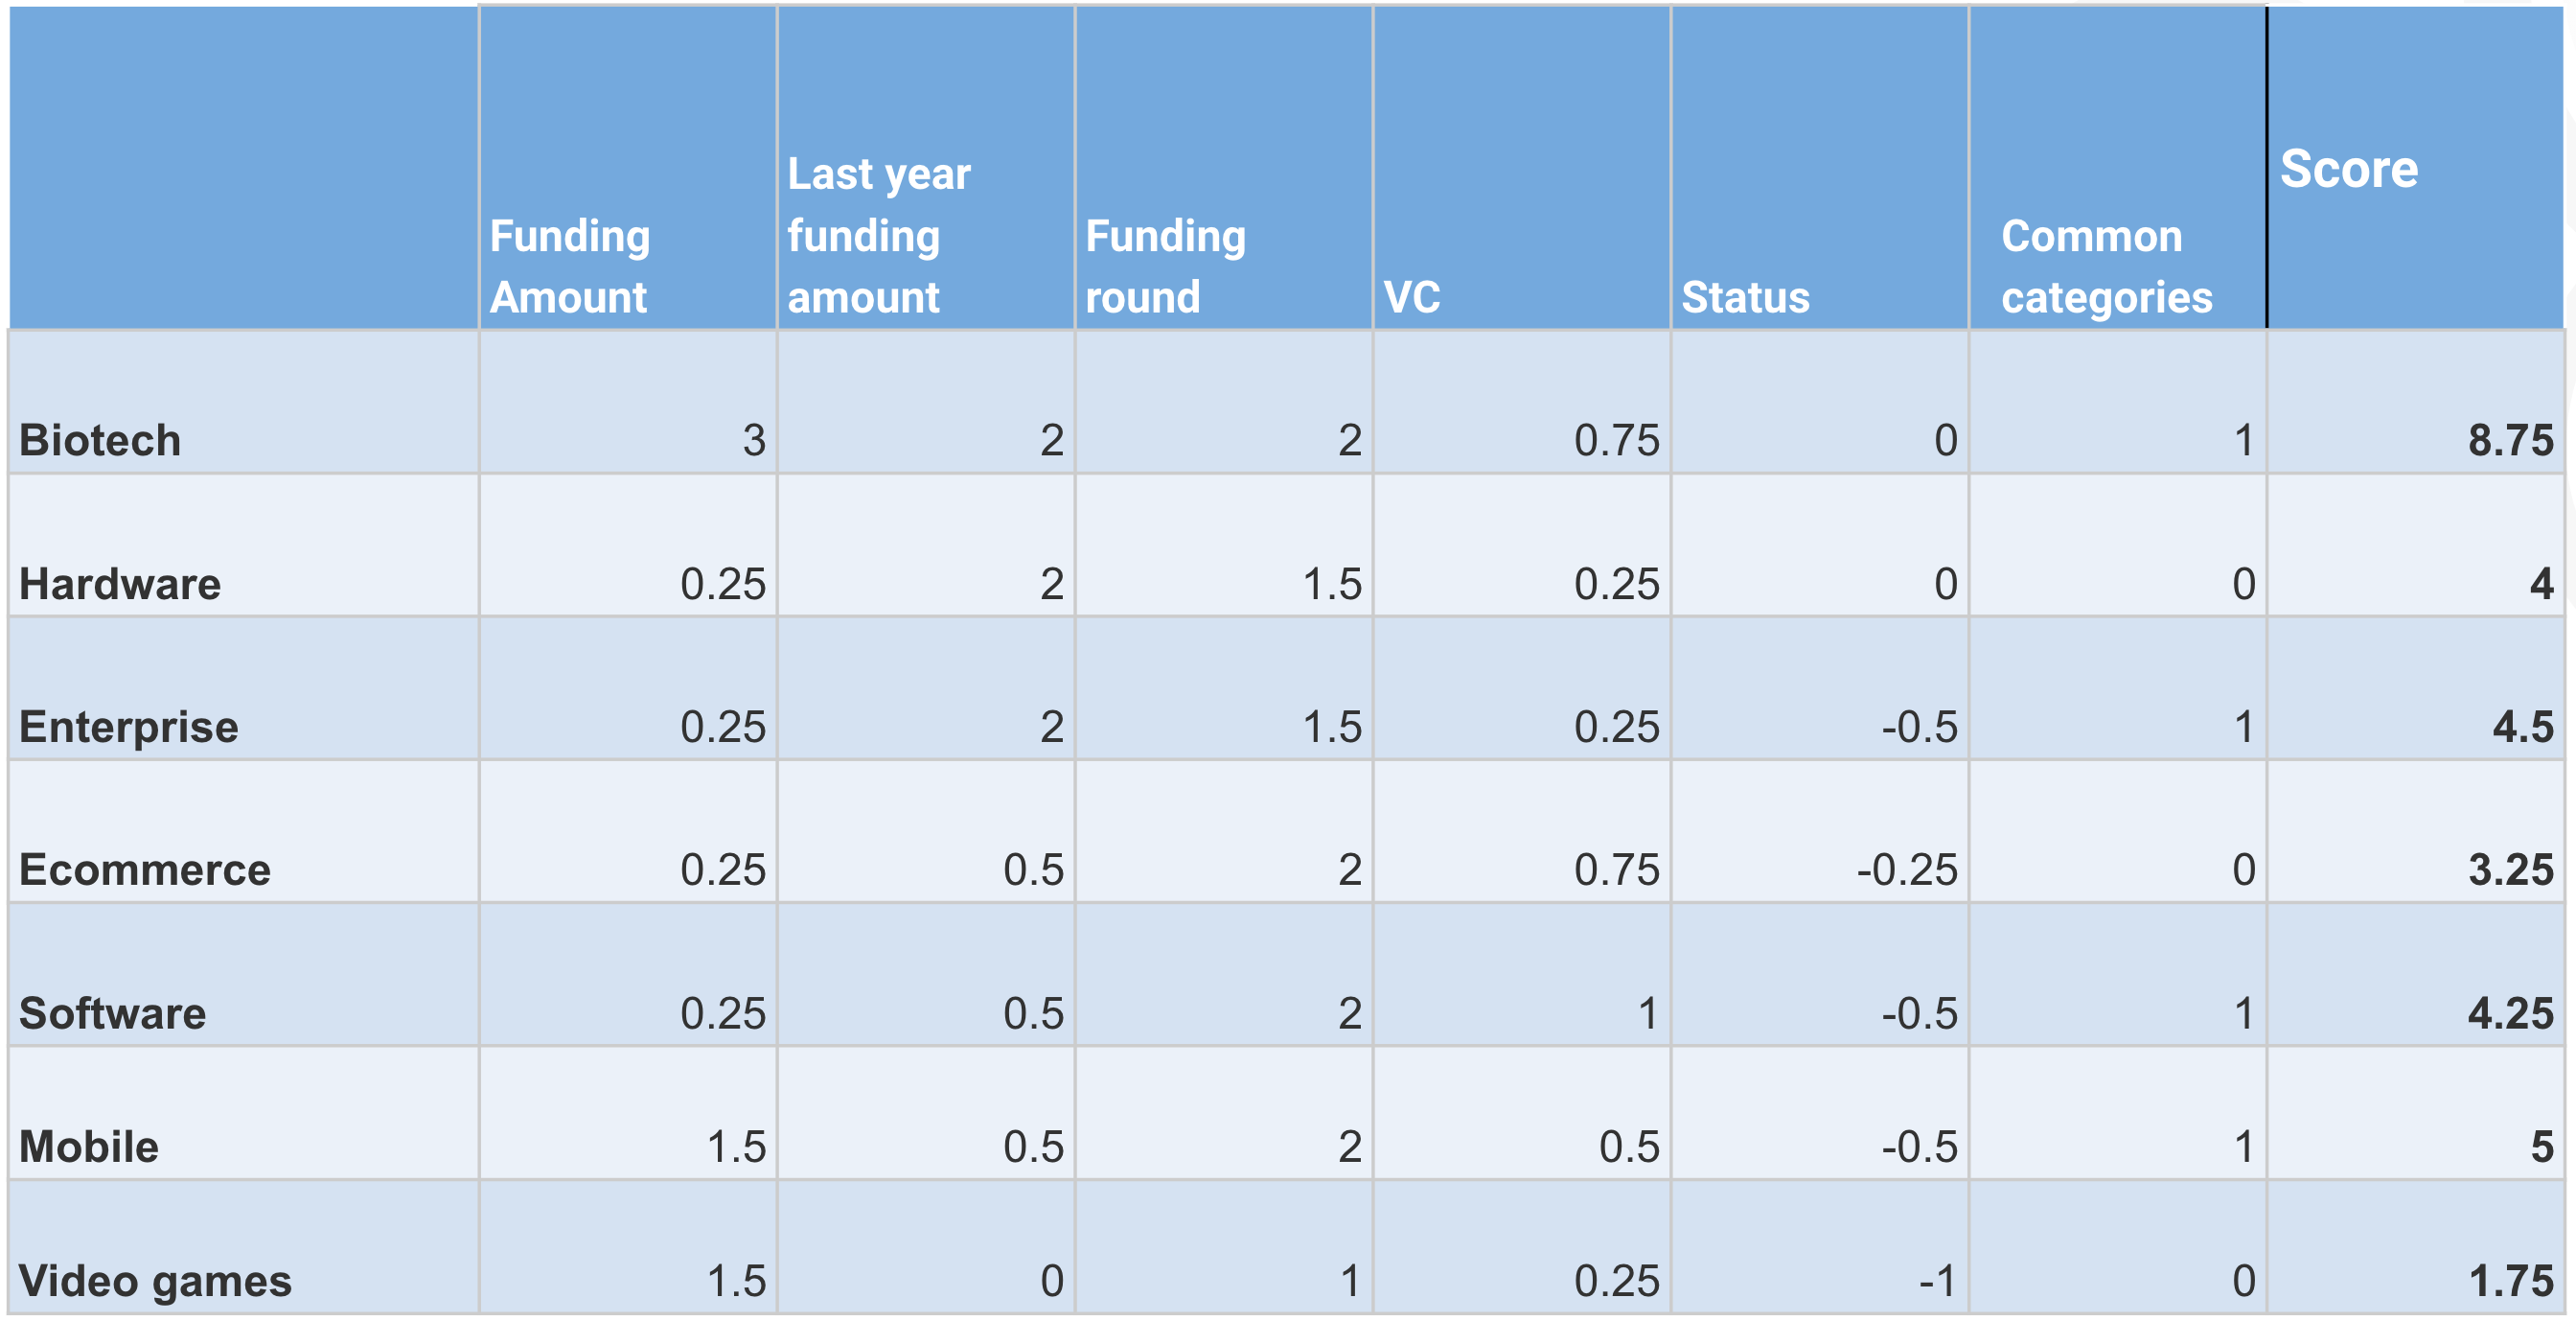 Funding Amount | Last year funding amount | Funding round | VC | Status | Common categories | Score
Biotech | 3 | 2 | 2 | 0.75 | 0 | 1 | 8.75
Hardware | 0.25 | 2 | 1.5 | 0.25 | 0 | 0 | 4
Enterprise | 0.25 | 2 | 1.5 | 0.25 | -0.5 | 1 | 4.5
Ecommerce | 0.25 | 0.5 | 2 | 0.75 | -0.25 | 0 | 3.25
Software | 0.25 | 0.5 | 2 | 1 | -0.5 | 1 | 4.25
Mobile | 1.5 | 0.5 | 2 | 0.5 | -0.5 | 1 | 5
Video games | 1.5 | 0 | 1 | 0.25 | -1 | 0 | 1.75